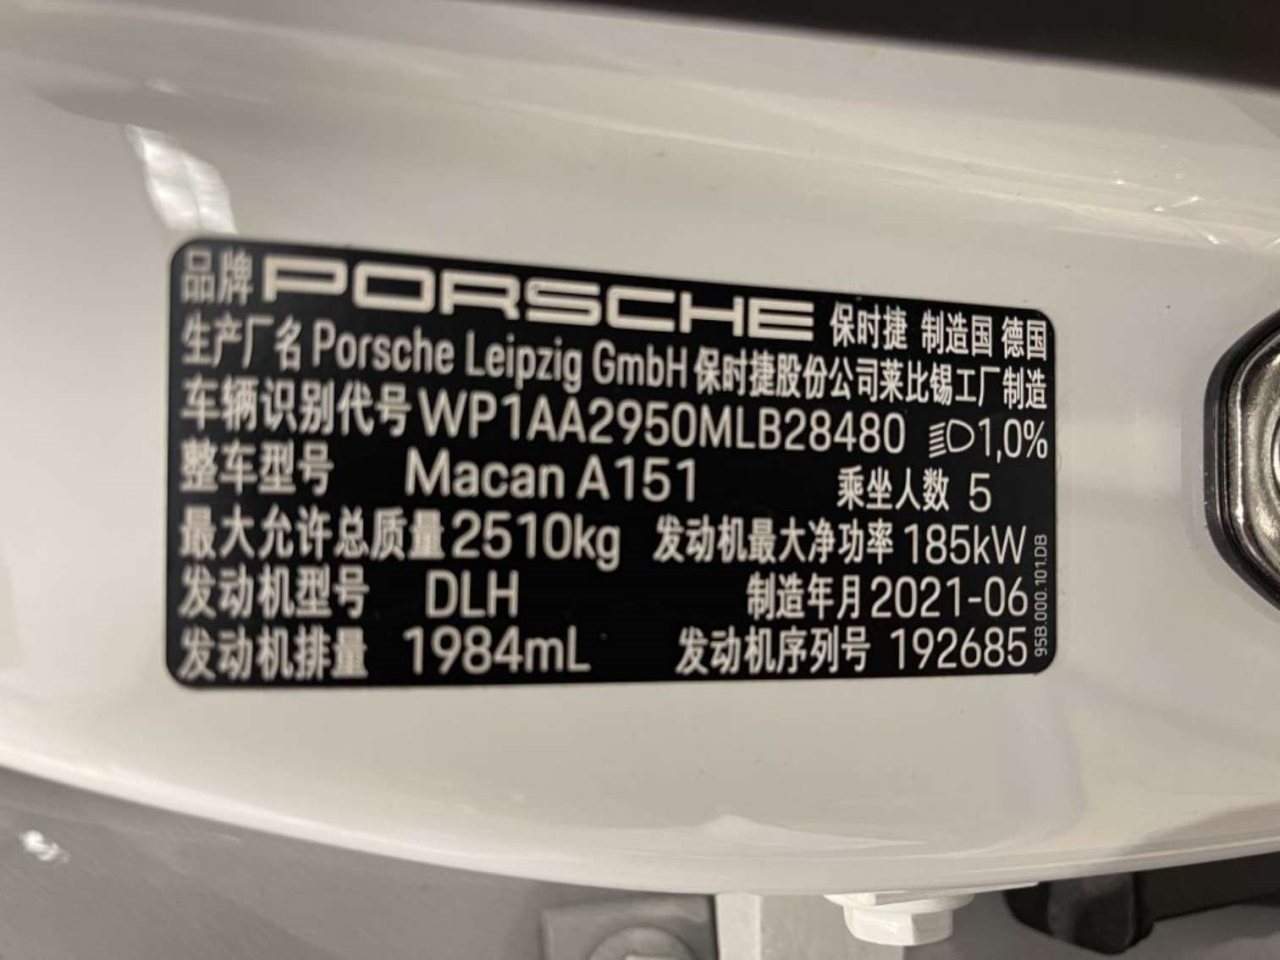 品牌 PORSCHE 保时捷 制造国 德国
生产厂名 Porsche Leipzig GmbH 保时捷股份公司莱比锡工厂制造
车辆识别代号 WP1AA2950MLB28480 1,0%
整车型号 Macan A151 乘坐人数 5
最大允许总质量 2510kg 发动机最大净功率 185kW
发动机型号 DLH 制造年月 2021-06
发动机排量 1984mL 发动机序列号 192685
95B.000.101.DB